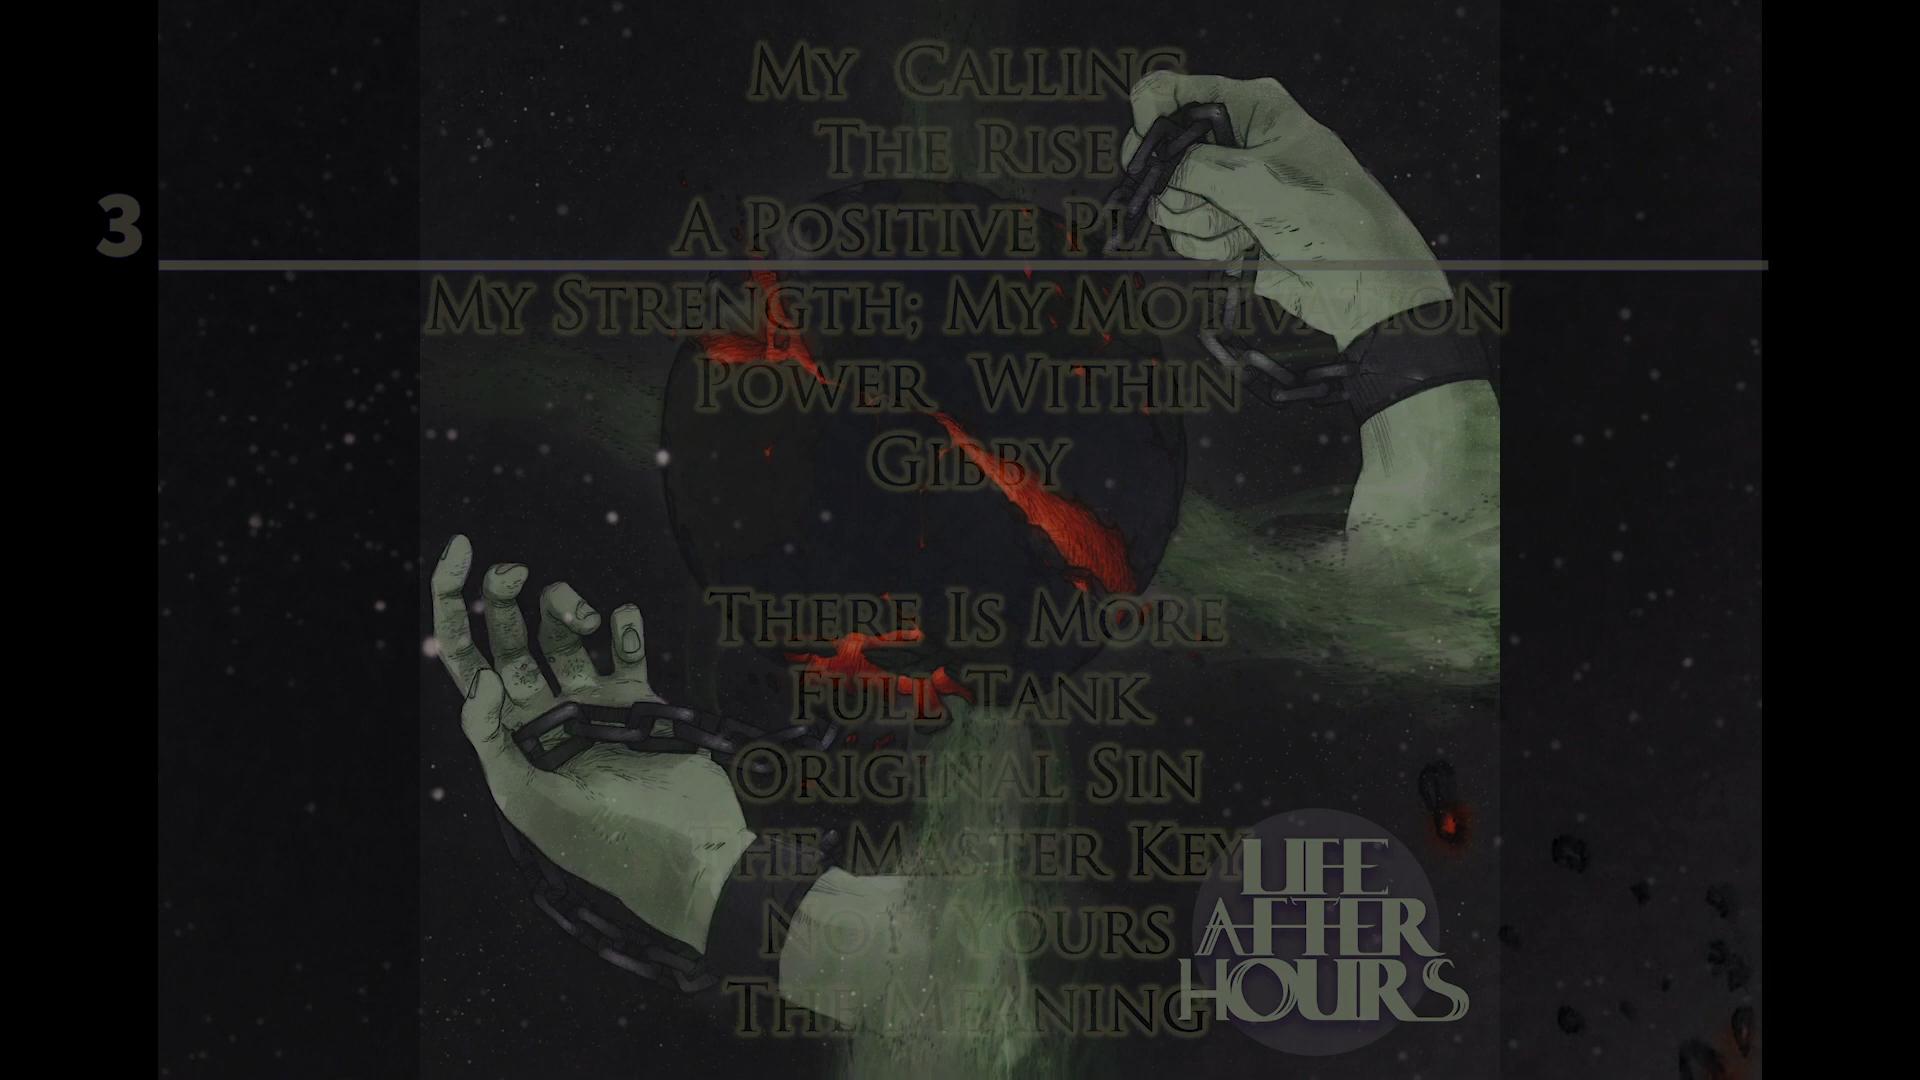 My Calling
The Rise
3
A Positive Pla
My Strength; My Motivation
Power Within
Gibby
There Is More
Full Tank
Original Sin
The Master Key
Not Yours
The Meaning
LIFE
AFTER
HOURS